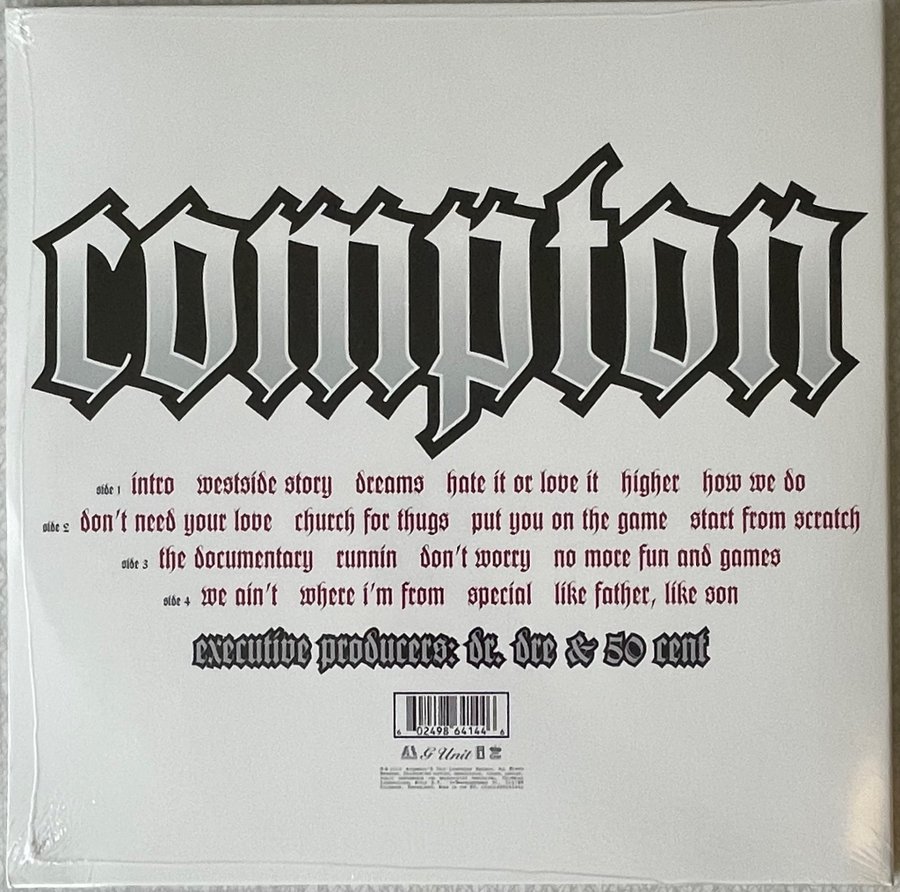 compton
side 1 intro westside story dreams hate it or love it higher how we do
side 2 don't need your love church for thugs put you on the game start from scratch
side 3 the documentary runnin don't worry no more fun and games
side 4 we ain't where i'm from special like father, like son
executive producers: dr. dre & 50 cent
6 02498 64144 6
G Unit